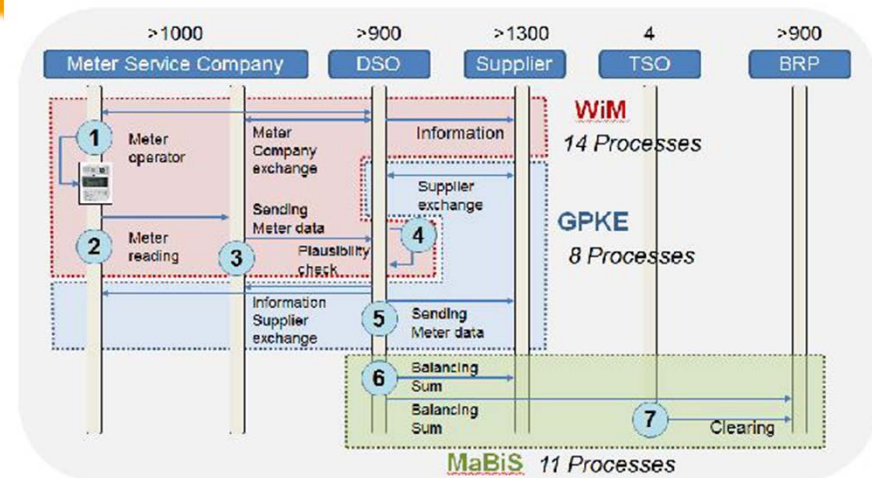 >1000 >900 >1300 4 >900
Meter Service Company DSO Supplier TSO BRP
WiM
14 Processes
1
Meter
operator
Meter
Company
exchange
Information
Supplier
exchange
GPKE
8 Processes
2
Meter
reading
Sending
Meter data
3
Plausibility
check
4
Information
Supplier
exchange
5
Sending
Meter data
6
Balancing
Sum
Balancing
Sum
7
Clearing
MaBiS 11 Processes